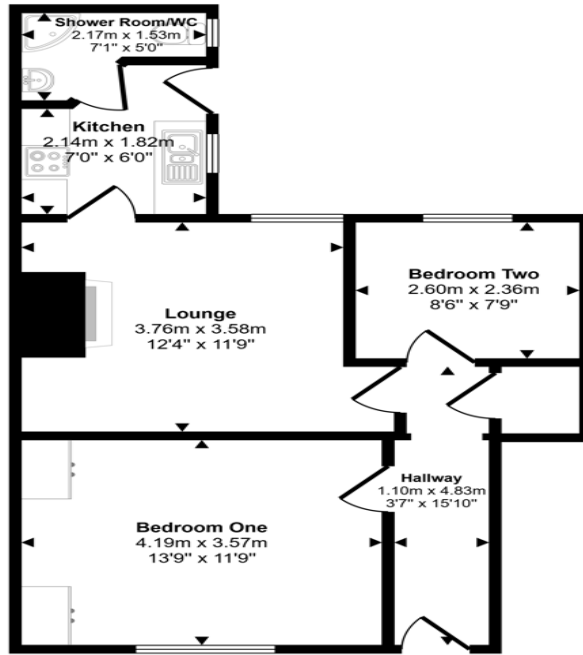 Shower Room/WC
2.17m x 1.53m
7'1" x 5'0"
Kitchen
2.14m x 1.82m
7'0" x 6'0"
Lounge
3.76m x 3.58m
12'4" x 11'9"
Bedroom Two
2.60m x 2.36m
8'6" x 7'9"
Hallway
1.10m x 4.83m
3'7" x 15'10"
Bedroom One
4.19m x 3.57m
13'9" x 11'9"